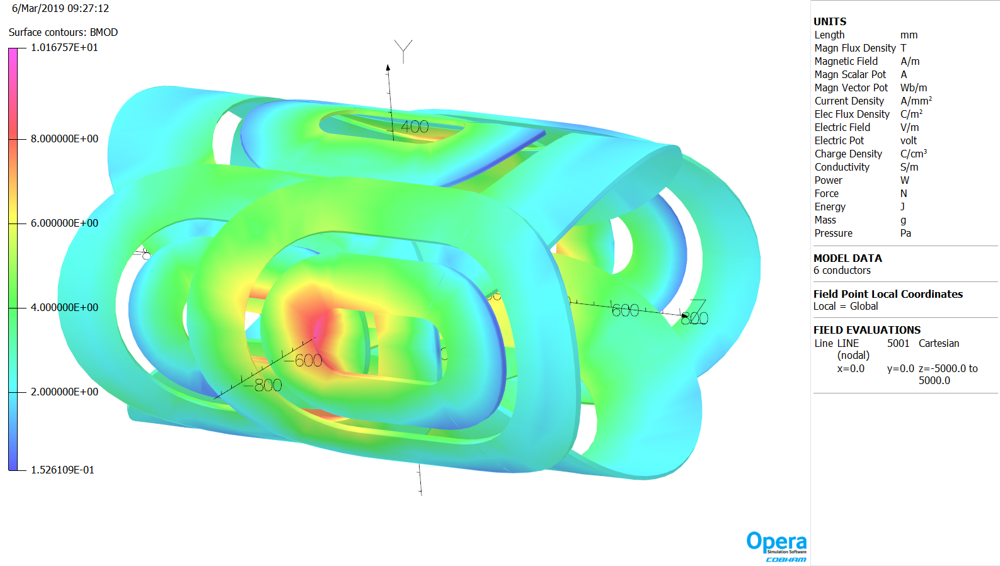 6/Mar/2019 09:27:12
Surface contours: BMOD
1.016757E+01
8.000000E+00
6.000000E+00
4.000000E+00
2.000000E+00
1.526109E-01
Y
400
-600
-800
600
Z
800
UNITS
Length mm
Magn Flux Density T
Magnetic Field A/m
Magn Scalar Pot A
Magn Vector Pot Wb/m
Current Density A/mm²
Elec Flux Density C/m²
Electric Field V/m
Electric Pot volt
Charge Density C/cm³
Conductivity S/m
Power W
Force N
Energy J
Mass g
Pressure Pa
MODEL DATA
6 conductors
Field Point Local Coordinates
Local = Global
FIELD EVALUATIONS
Line LINE 5001 Cartesian
(nodal)
x=0.0 y=0.0 z=-5000.0 to
5000.0
Opera
Simulation Software
COBHAM